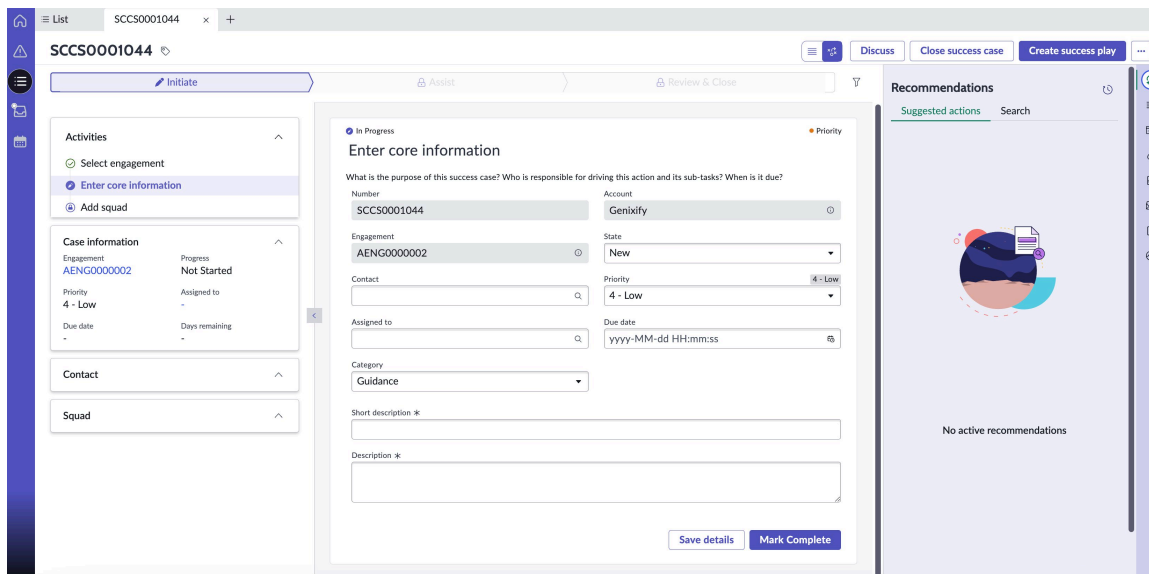 List
SCCS0001044
SCCS0001044
Discuss
Close success case
Create success play
Initiate
Assist
Review & Close
Activities
Select engagement
Enter core information
Add squad
Case information
Engagement
Progress
AENG0000002
Not Started
Priority
Assigned to
4 - Low
-
Due date
Days remaining
-
-
Contact
Squad
In Progress
Priority
Enter core information
What is the purpose of this success case? Who is responsible for driving this action and its sub-tasks? When is it due?
Number
Account
SCCS0001044
Genixify
Engagement
State
AENG0000002
New
Contact
Priority
4 - Low
4 - Low
Assigned to
Due date
yyyy-MM-dd HH:mm:ss
Category
Guidance
Short description *
Description *
Save details
Mark Complete
Recommendations
Suggested actions
Search
No active recommendations